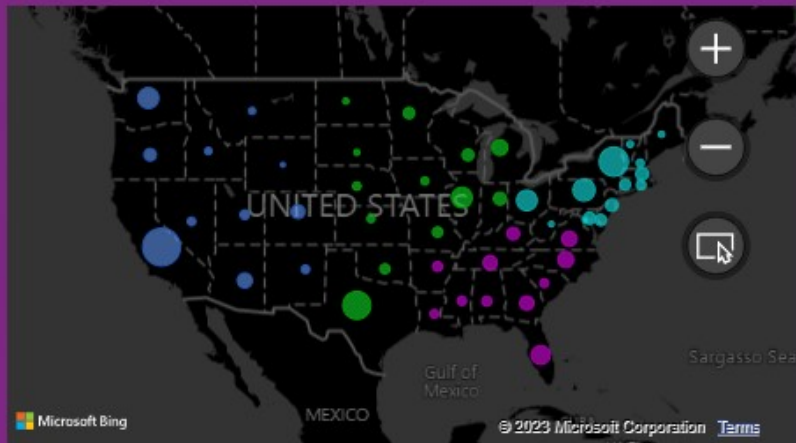 UNITED STATES
Sargasso Sea
Gulf of
Mexico
MEXICO
Microsoft Bing
© 2023 Microsoft Corporation Terms